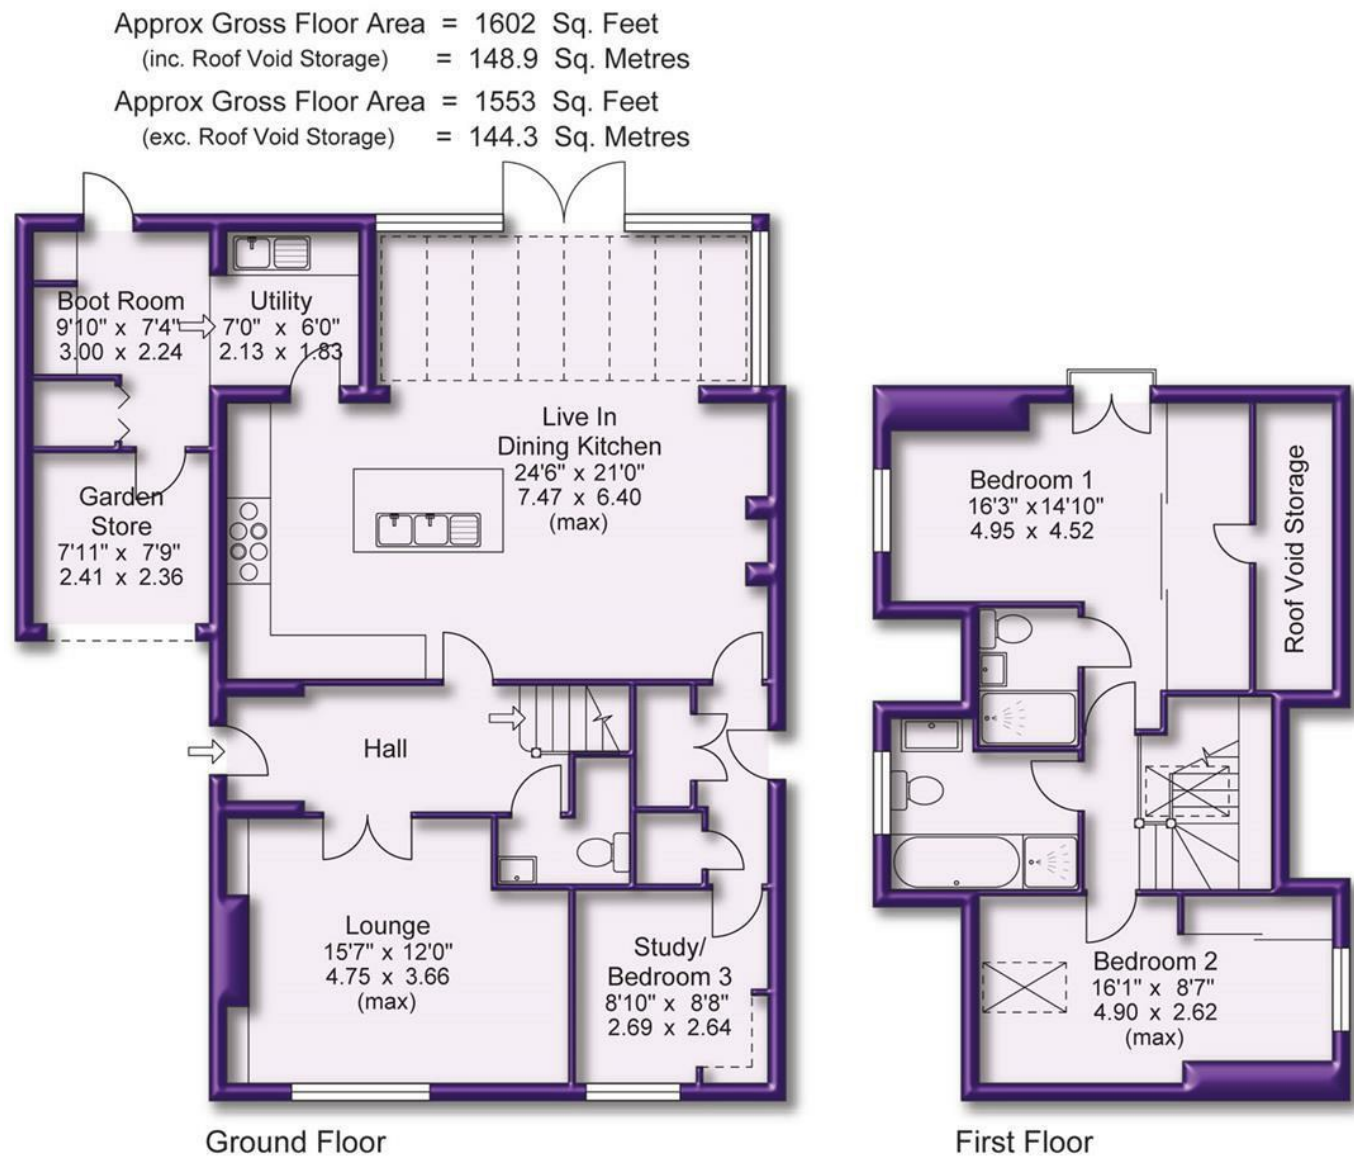 Approx Gross Floor Area = 1602 Sq. Feet
(inc. Roof Void Storage) = 148.9 Sq. Metres
Approx Gross Floor Area = 1553 Sq. Feet
(exc. Roof Void Storage) = 144.3 Sq. Metres
Boot Room
9'10" x 7'4"
3.00 x 2.24
Utility
7'0" x 6'0"
2.13 x 1.83
Live In
Dining Kitchen
24'6" x 21'0"
7.47 x 6.40
(max)
Garden
Store
7'11" x 7'9"
2.41 x 2.36
Hall
Lounge
15'7" x 12'0"
4.75 x 3.66
(max)
Study/
Bedroom 3
8'10" x 8'8"
2.69 x 2.64
Ground Floor
Bedroom 1
16'3" x 14'10"
4.95 x 4.52
Roof Void Storage
Bedroom 2
16'1" x 8'7"
4.90 x 2.62
(max)
First Floor